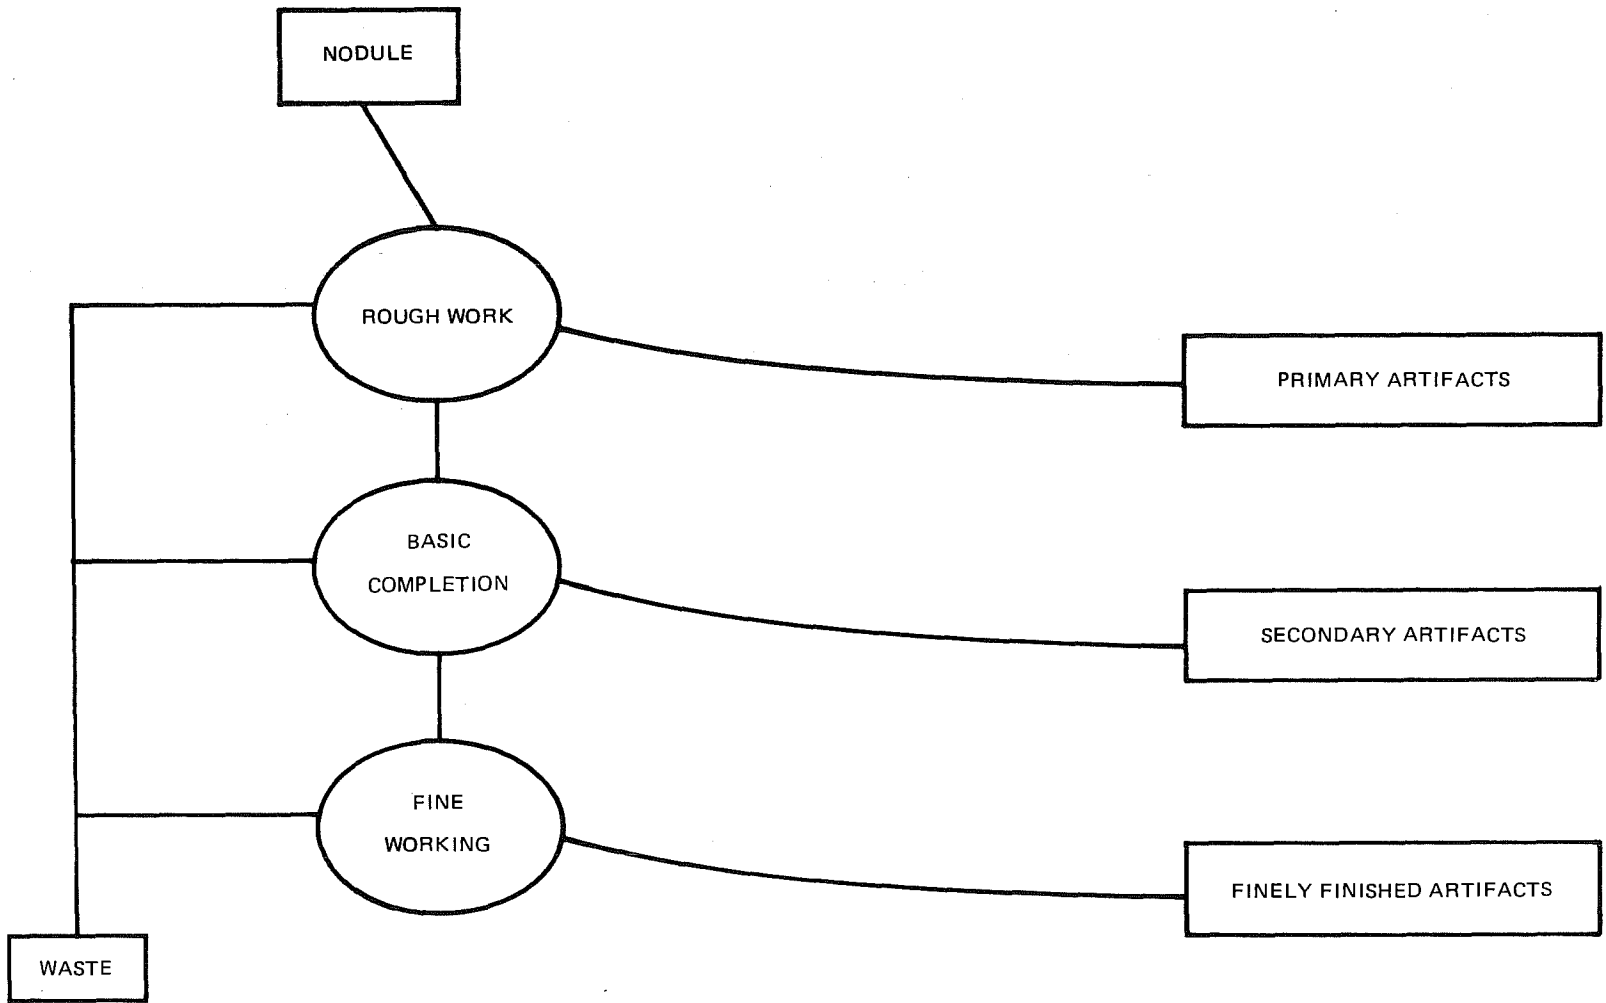 NODULE
ROUGH WORK
PRIMARY ARTIFACTS
BASIC
COMPLETION
SECONDARY ARTIFACTS
FINE
WORKING
FINELY FINISHED ARTIFACTS
WASTE